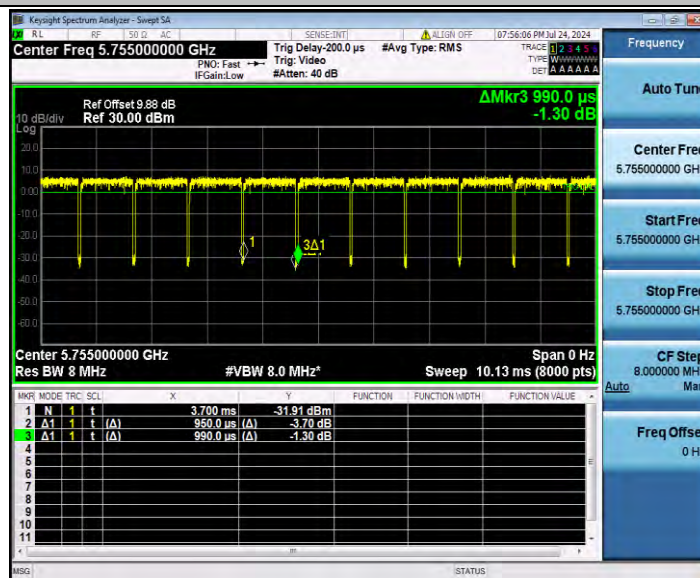 Keysight Spectrum Analyzer - Swept SA
RL RF 50 Ω AC SENSE:INT ALIGN OFF 07:56:06 PM Jul 24, 2024
Center Freq 5.755000000 GHz
PNO: Fast
IFGain:Low
Trig Delay-200.0 µs
Trig: Video
#Atten: 40 dB
#Avg Type: RMS
TRACE 1 2 3 4 5 6
TYPE W
DET A A A A A A
Ref Offset 9.88 dB
10 dB/div Ref 30.00 dBm
Log
ΔMkr3 990.0 µs
-1.30 dB
20.0
10.0
0.00
-10.0
-20.0
-30.0
-40.0
-50.0
-60.0
1
3Δ1
Center 5.755000000 GHz Span 0 Hz
Res BW 8 MHz #VBW 8.0 MHz* Sweep 10.13 ms (8000 pts)
MKR MODE TRC SCL X Y FUNCTION FUNCTION WIDTH FUNCTION VALUE
1 N 1 t 3.700 ms -31.91 dBm
2 Δ1 1 t (Δ) 950.0 µs (Δ) -3.70 dB
3 Δ1 1 t (Δ) 990.0 µs (Δ) -1.30 dB
4
5
6
7
8
9
10
11
MSG STATUS
Frequency
Auto Tun
Center Fre
5.755000000 GH
Start Fre
5.755000000 GH
Stop Fre
5.755000000 GH
CF Ste
8.000000 MH
Auto Ma
Freq Offse
0 H